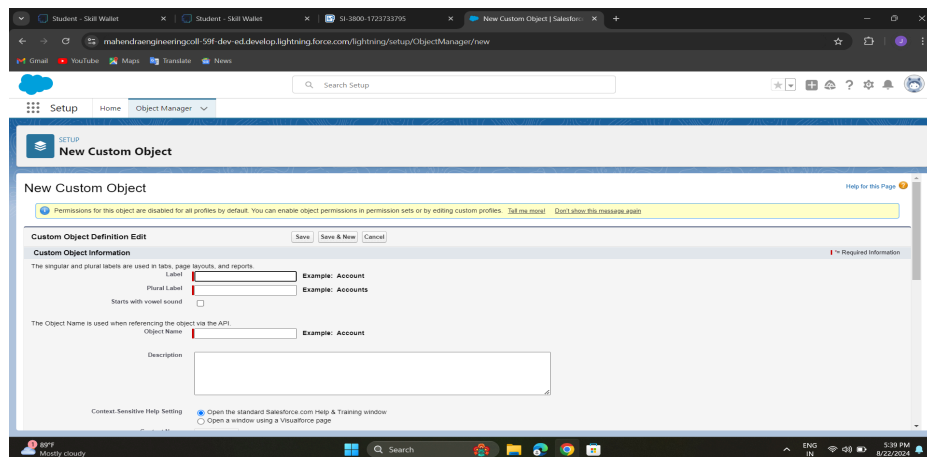 Student - Skill Wallet
Student - Skill Wallet
SI-3800-1723733795
New Custom Object | Salesforc
mahendraengineeringcoll-59f-dev-ed.develop.lightning.force.com/lightning/setup/ObjectManager/new
Gmail YouTube Maps Translate News
Search Setup
Setup Home Object Manager
SETUP
New Custom Object
New Custom Object
Help for this Page
Permissions for this object are disabled for all profiles by default. You can enable object permissions in permission sets or by editing custom profiles. Tell me more! Don't show this message again
Custom Object Definition Edit Save Save & New Cancel
Custom Object Information = Required Information
The singular and plural labels are used in tabs, page layouts, and reports.
Label Example: Account
Plural Label Example: Accounts
Starts with vowel sound
The Object Name is used when referencing the object via the API.
Object Name Example: Account
Description
Context-Sensitive Help Setting Open the standard Salesforce.com Help & Training window
Open a window using a Visualforce page
89°F
Mostly cloudy
Search
ENG
IN
5:39 PM
8/22/2024